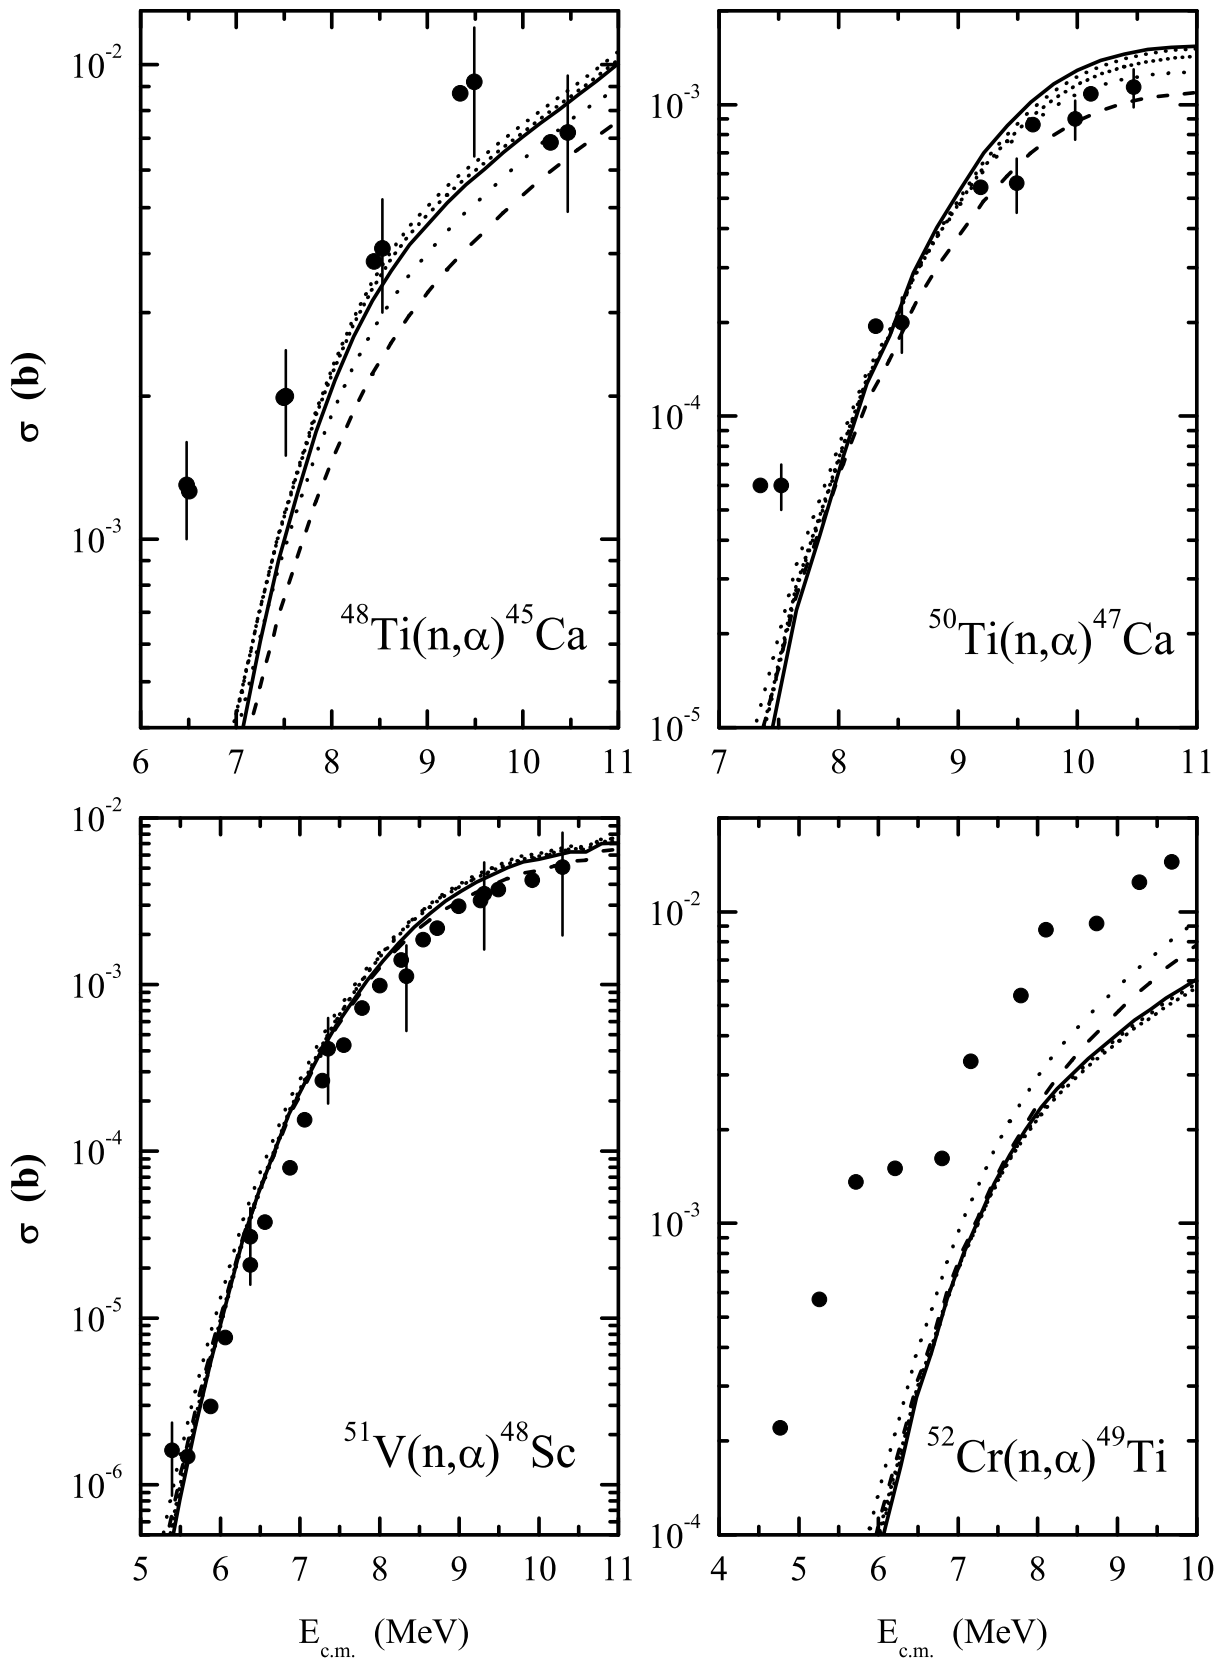 10⁻²
10⁻³
σ (b)
⁴⁸Ti(n,α)⁴⁵Ca
6 7 8 9 10 11
10⁻³
10⁻⁴
10⁻⁵
⁵⁰Ti(n,α)⁴⁷Ca
7 8 9 10 11
10⁻²
10⁻³
10⁻⁴
10⁻⁵
10⁻⁶
σ (b)
⁵¹V(n,α)⁴⁸Sc
5 6 7 8 9 10 11
E c.m. (MeV)
10⁻²
10⁻³
10⁻⁴
⁵²Cr(n,α)⁴⁹Ti
4 5 6 7 8 9 10
E c.m. (MeV)